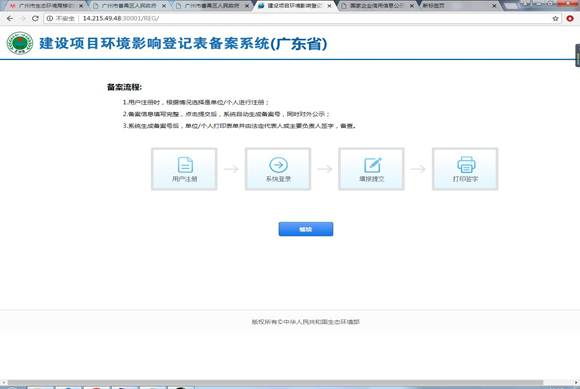 广州市生态环境局移动
广州市番禺区人民政府
广州市番禺区人民政府
建设项目环境影响登记
国家企业信用信息公示
新标签页
不安全 14.215.49.48:30001/REG/
建设项目环境影响登记表备案系统(广东省)
备案流程:
1.用户注册时，根据情况选择是单位/个人进行注册；
2.备案信息填写完整，点击提交后，系统自动生成备案号，同时对外公示；
3.系统生成备案号后，单位/个人打印表单并由法定代表人或主要负责人签字，备查。
用户注册
系统登录
填报提交
打印签字
版权所有©中华人民共和国生态环境部